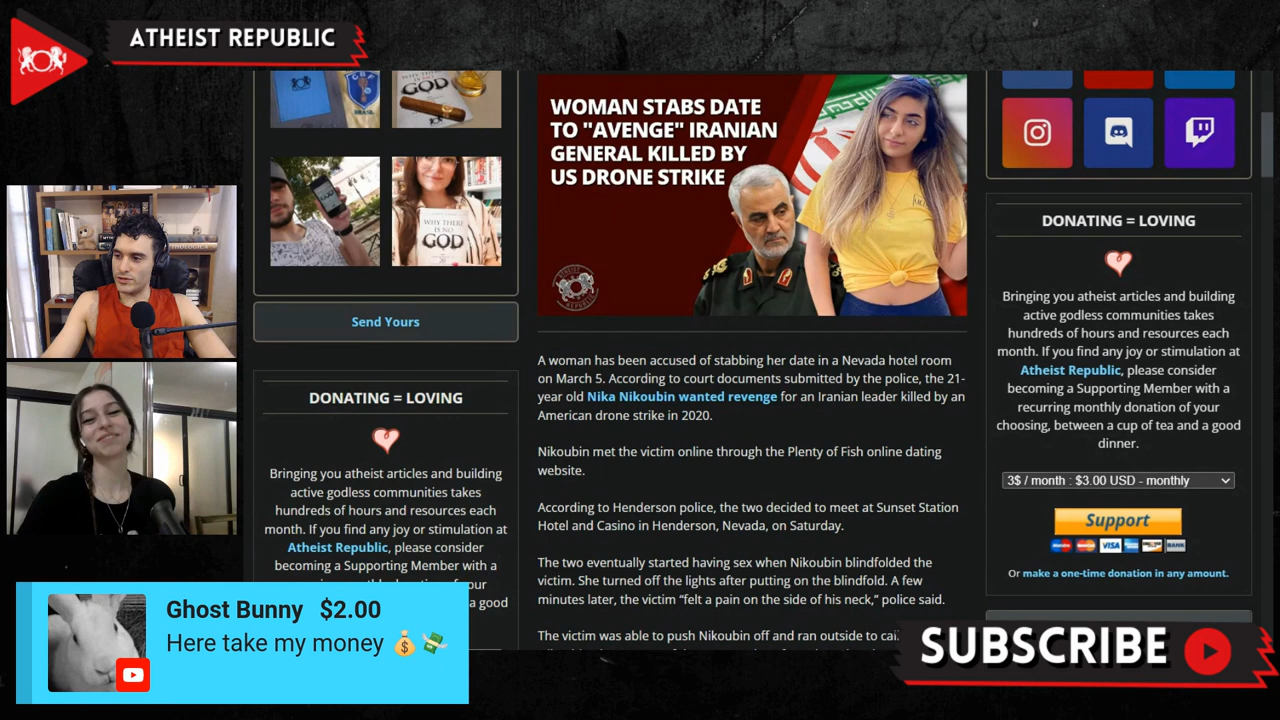 ATHEIST REPUBLIC
GOD
WHY THERE
IS NO
GOD
Send Yours
DONATING = LOVING
Bringing you atheist articles and building
active godless communities takes
hundreds of hours and resources each
month. If you find any joy or stimulation at
Atheist Republic, please consider
becoming a Supporting Member with a
a good
WOMAN STABS DATE
TO "AVENGE" IRANIAN
GENERAL KILLED BY
US DRONE STRIKE
A woman has been accused of stabbing her date in a Nevada hotel room
on March 5. According to court documents submitted by the police, the 21-
year old Nika Nikoubin wanted revenge for an Iranian leader killed by an
American drone strike in 2020.
Nikoubin met the victim online through the Plenty of Fish online dating
website.
According to Henderson police, the two decided to meet at Sunset Station
Hotel and Casino in Henderson, Nevada, on Saturday.
The two eventually started having sex when Nikoubin blindfolded the
victim. She turned off the lights after putting on the blindfold. A few
minutes later, the victim “felt a pain on the side of his neck,” police said.
The victim was able to push Nikoubin off and ran outside to
DONATING = LOVING
Bringing you atheist articles and building
active godless communities takes
hundreds of hours and resources each
month. If you find any joy or stimulation at
Atheist Republic, please consider
becoming a Supporting Member with a
recurring monthly donation of your
choosing, between a cup of tea and a good
dinner.
3$ / month : $3.00 USD - monthly
Support
VISA
BANK
Or make a one-time donation in any amount.
Ghost Bunny $2.00
Here take my money 💰💸
SUBSCRIBE